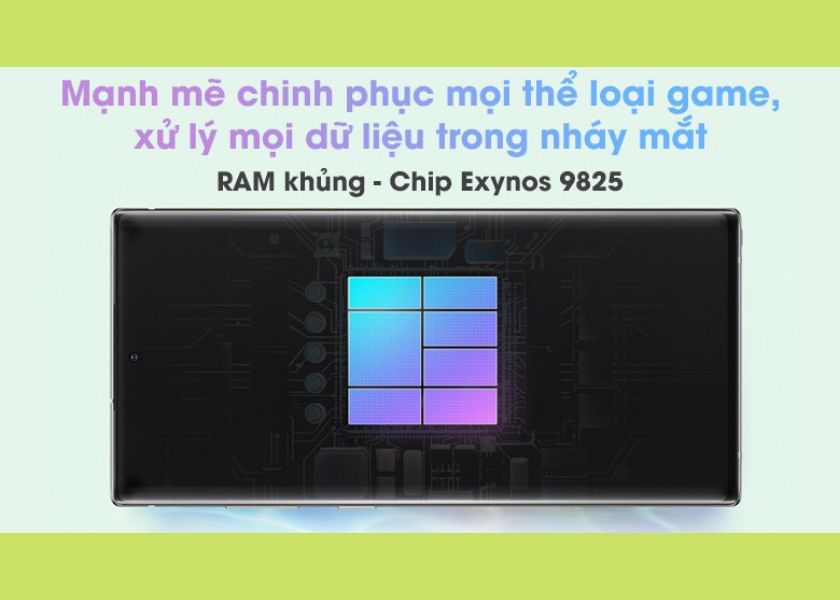 Mạnh mẽ chinh phục mọi thể loại game,
xử lý mọi dữ liệu trong nháy mắt
RAM khủng - Chip Exynos 9825